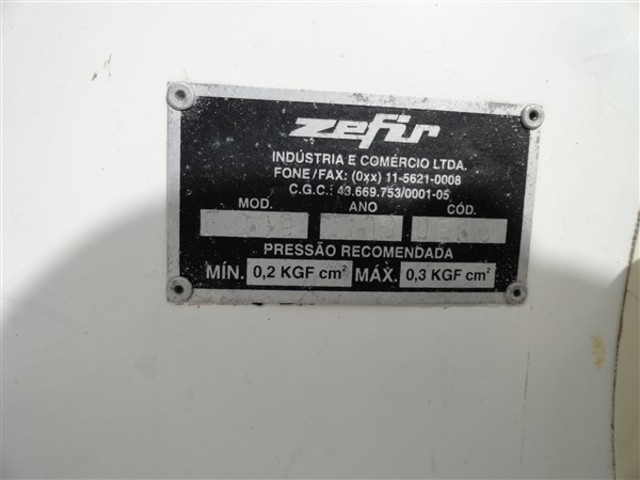 zefir
INDÚSTRIA E COMÉRCIO LTDA.
FONE/FAX: (0xx) 11-5621-0008
C.G.C.: 43.669.753/0001-05
MOD. ANO CÓD.
PRESSÃO RECOMENDADA
MÍN. 0,2 KGF cm² MÁX. 0,3 KGF cm²